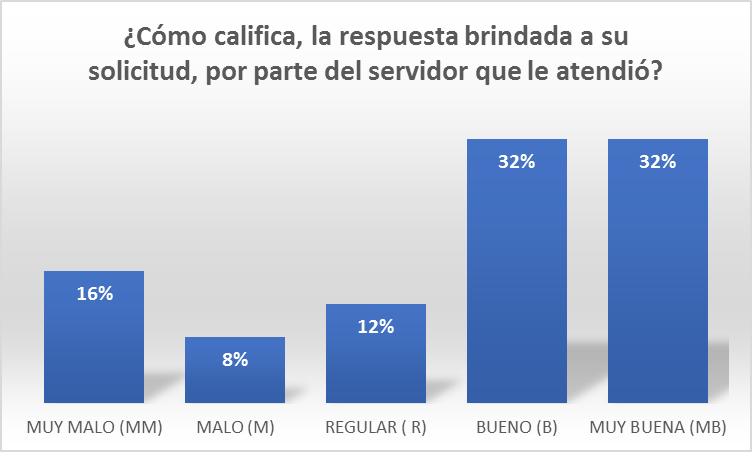 ¿Cómo califica, la respuesta brindada a su
solicitud, por parte del servidor que le atendió?
32%
32%
16%
12%
8%
MUY MALO (MM)
MALO (M)
REGULAR ( R)
BUENO (B)
MUY BUENA (MB)